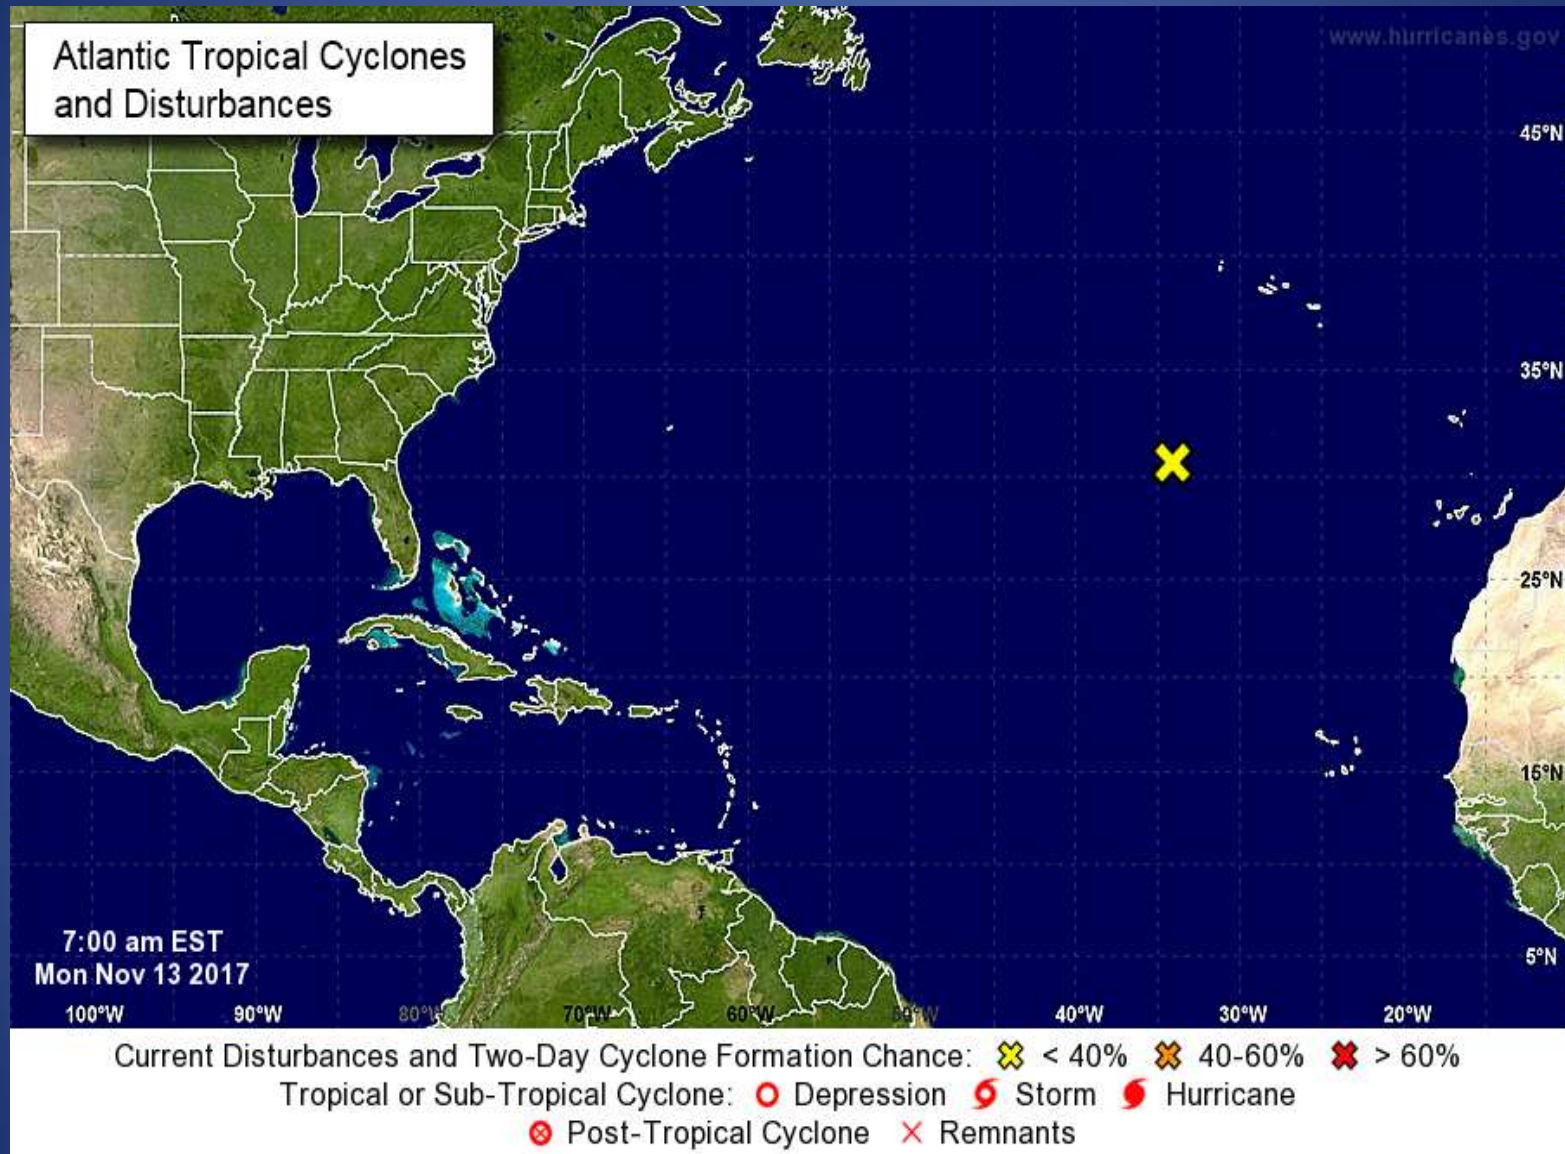 Atlantic Tropical Cyclones
and Disturbances
www.hurricanes.gov
45°N
35°N
25°N
15°N
5°N
7:00 am EST
Mon Nov 13 2017
100°W 90°W 80°W 70°W 60°W 50°W 40°W 30°W 20°W
Current Disturbances and Two-Day Cyclone Formation Chance: < 40% 40-60% > 60%
Tropical or Sub-Tropical Cyclone: Depression Storm Hurricane
Post-Tropical Cyclone Remnants